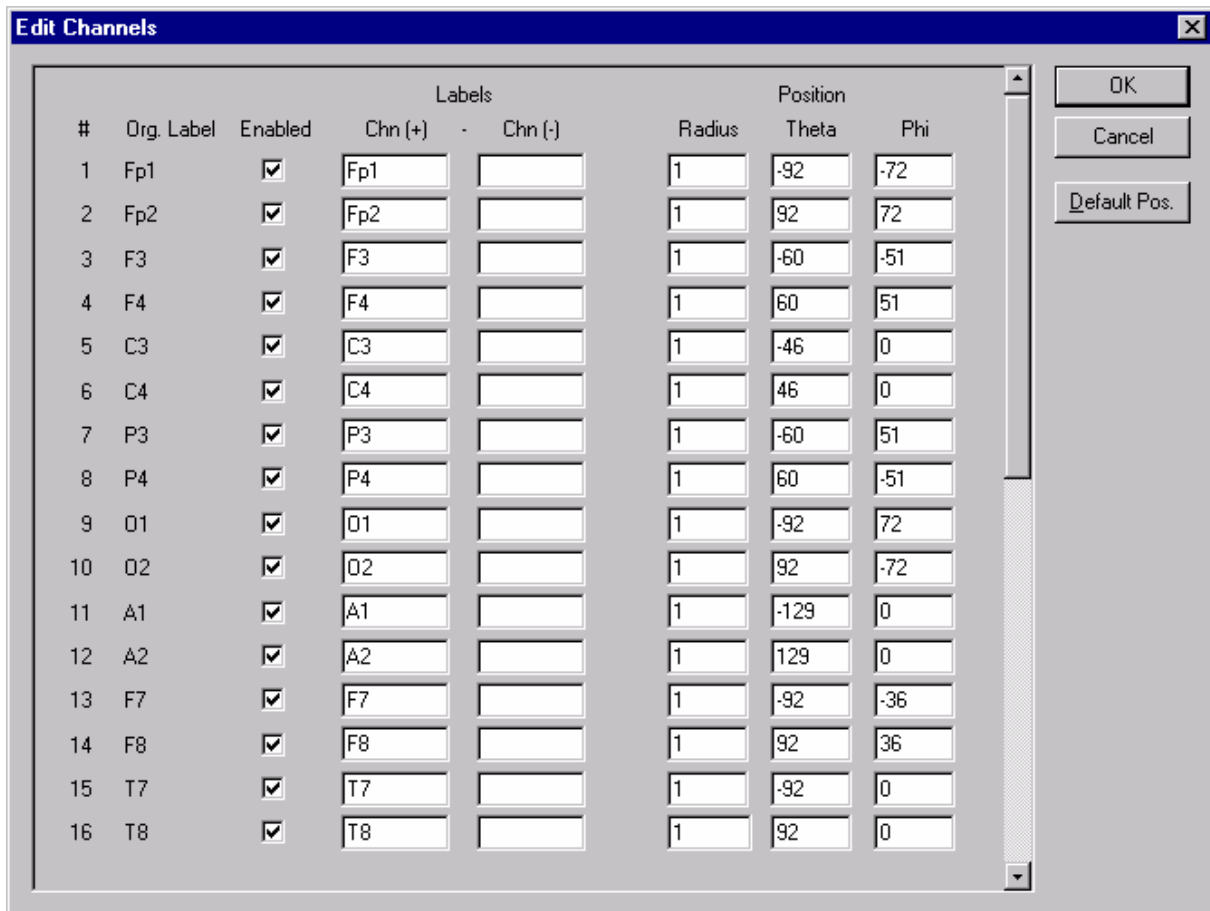 Edit Channels
Labels Position
# Org. Label Enabled Chn (+) - Chn (-) Radius Theta Phi
1 Fp1 Fp1 1 -92 -72
2 Fp2 Fp2 1 92 72
3 F3 F3 1 -60 -51
4 F4 F4 1 60 51
5 C3 C3 1 -46 0
6 C4 C4 1 46 0
7 P3 P3 1 -60 51
8 P4 P4 1 60 -51
9 O1 O1 1 -92 72
10 O2 O2 1 92 -72
11 A1 A1 1 -129 0
12 A2 A2 1 129 0
13 F7 F7 1 -92 -36
14 F8 F8 1 92 36
15 T7 T7 1 -92 0
16 T8 T8 1 92 0
OK
Cancel
Default Pos.